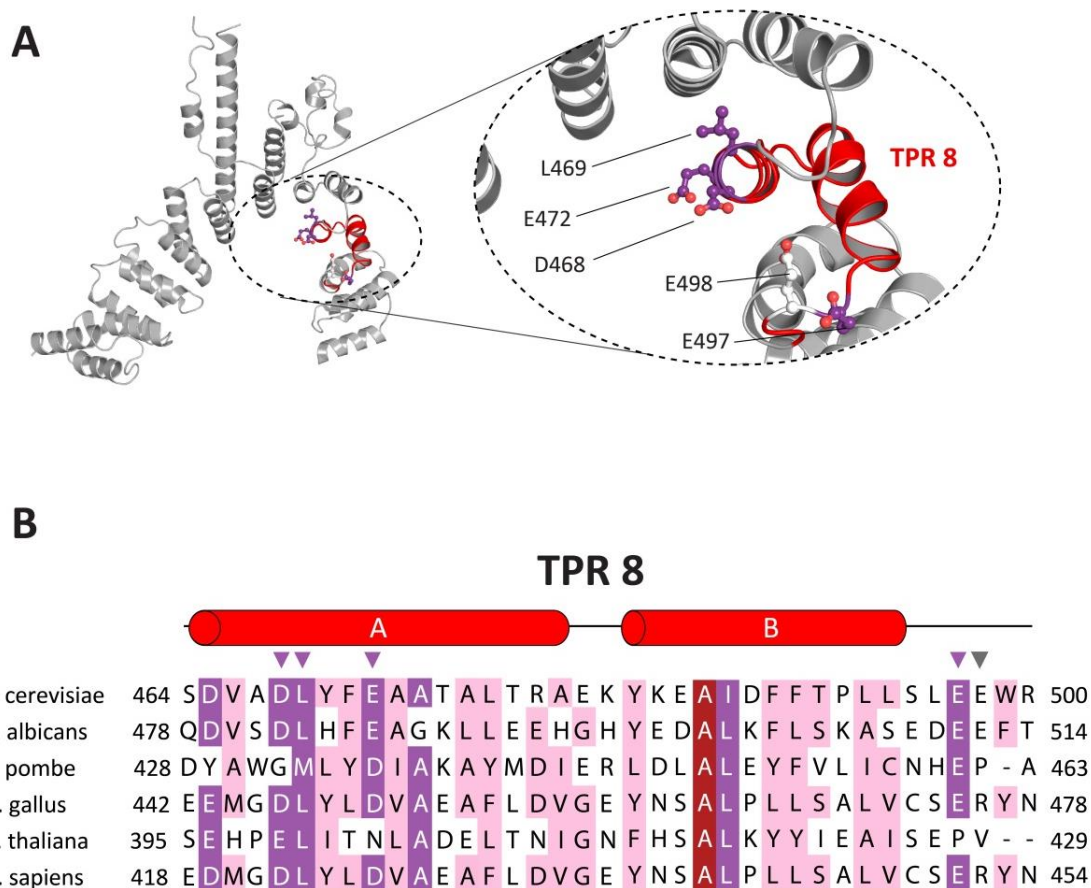 A
L469
E472
D468
E498
E497
TPR 8
B
TPR 8
A B
cerevisiae 464 S D V A D L Y F E A A T A L T R A E K Y K E A I D F F T P L L S L E E W R 500
albicans 478 Q D V S D L H F E A G K L L E E H G H Y E D A L K F L S K A S E D E E F T 514
pombe 428 D Y A W G M L Y D I A K A Y M D I E R L D L A L E Y F V L I C N H E P - A 463
. gallus 442 E E M G D L Y L D V A E A F L D V G E Y N S A L P L L S A L V C S E R Y N 478
. thaliana 395 S E H P E L I T N L A D E L T N I G N F H S A L K Y Y I E A I S E P V - - 429
. sapiens 418 E D M G D L Y L D V A E A F L D V G E Y N S A L P L L S A L V C S E R Y N 454